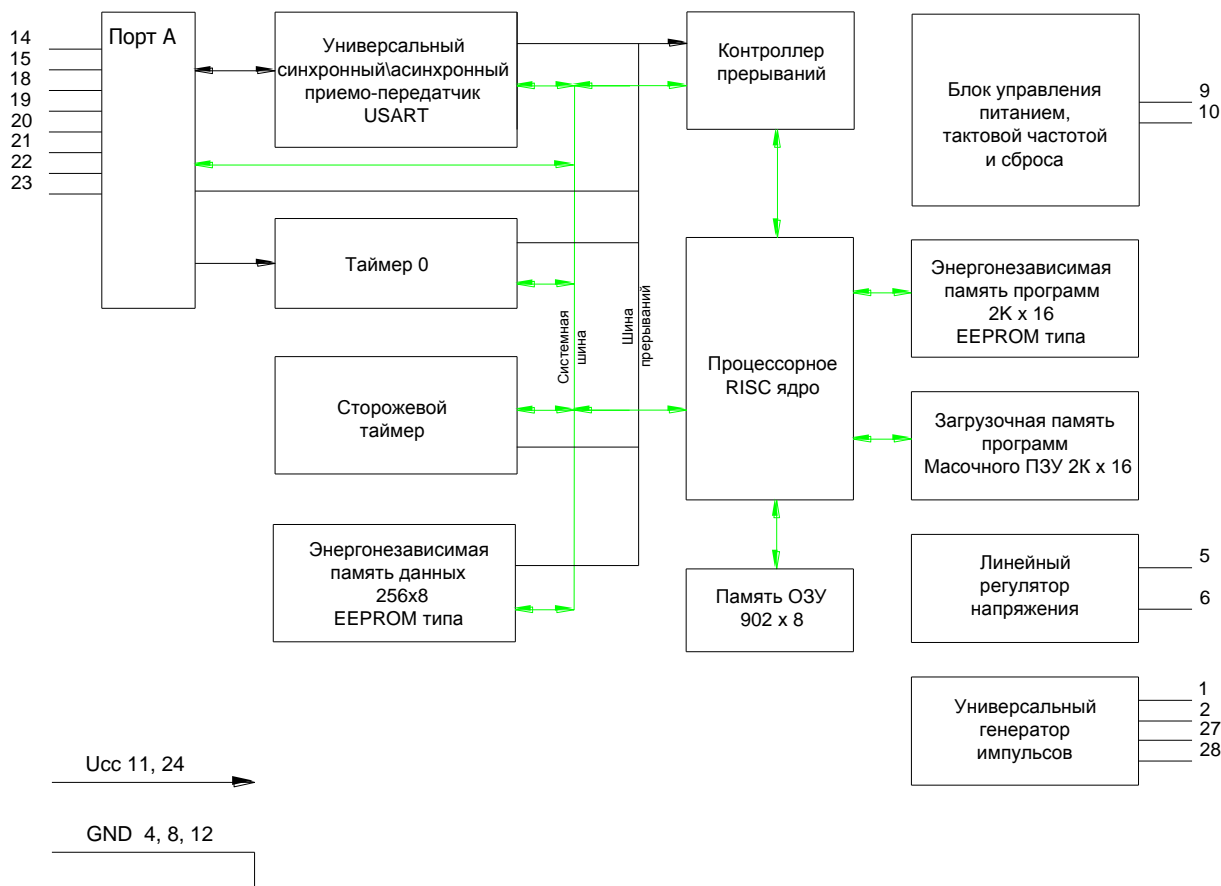 Порт А
14
15
18
19
20
21
22
23
Универсальный
синхронный\асинхронный
приемо-передатчик
USART
Контроллер
прерываний
Блок управления
питанием,
тактовой частотой
и сброса
9
10
Таймер 0
Системная
шина
Шина
прерываний
Процессорное
RISC ядро
Энергонезависимая
память программ
2K x 16
EEPROM типа
Сторожевой
таймер
Загрузочная память
программ
Масочного ПЗУ 2К x 16
Энергонезависимая
память данных
256x8
EEPROM типа
Память ОЗУ
902 x 8
Линейный
регулятор
напряжения
5
6
Универсальный
генератор
импульсов
1
2
27
28
Ucc 11, 24
GND 4, 8, 12